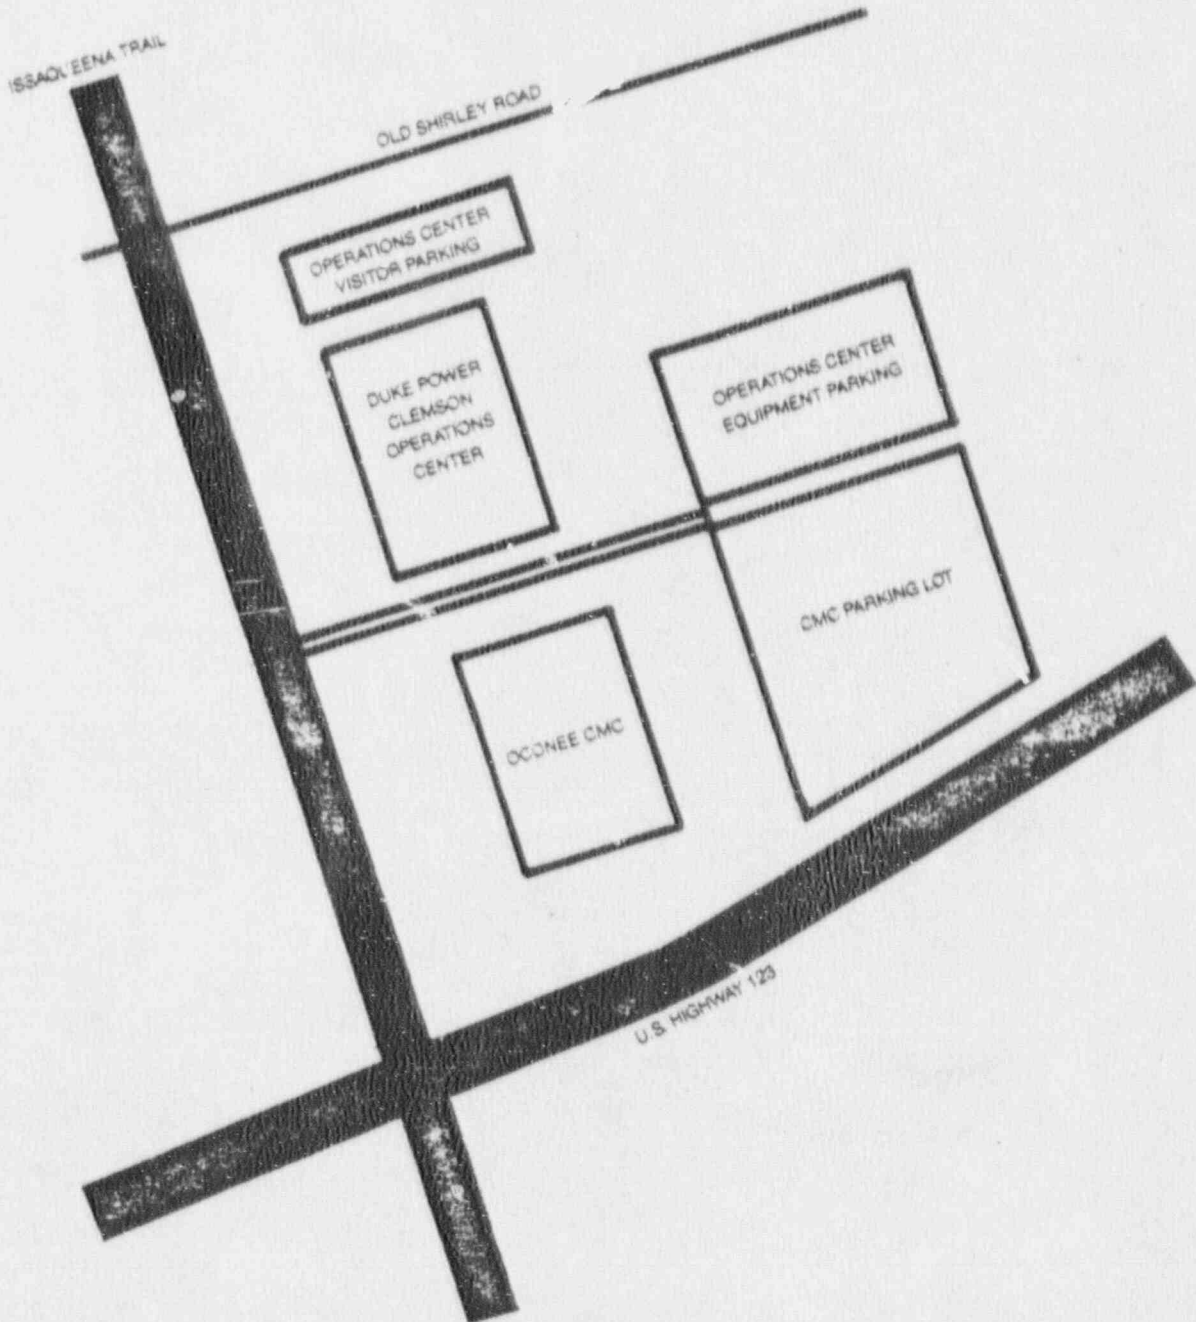 ISSAQUEENA TRAIL
OLD SHIRLEY ROAD
OPERATIONS CENTER
VISITOR PARKING
DUKE POWER
CLEMSON
OPERATIONS
CENTER
OPERATIONS CENTER
EQUIPMENT PARKING
CMC PARKING LOT
OCONEE CMC
U.S. HIGHWAY 123